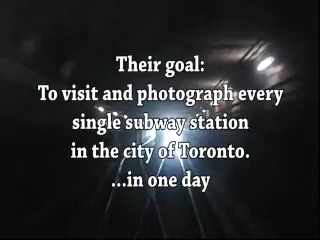 Their goal:
To visit and photograph every
single subway station
in the city of Toronto.
...in one day